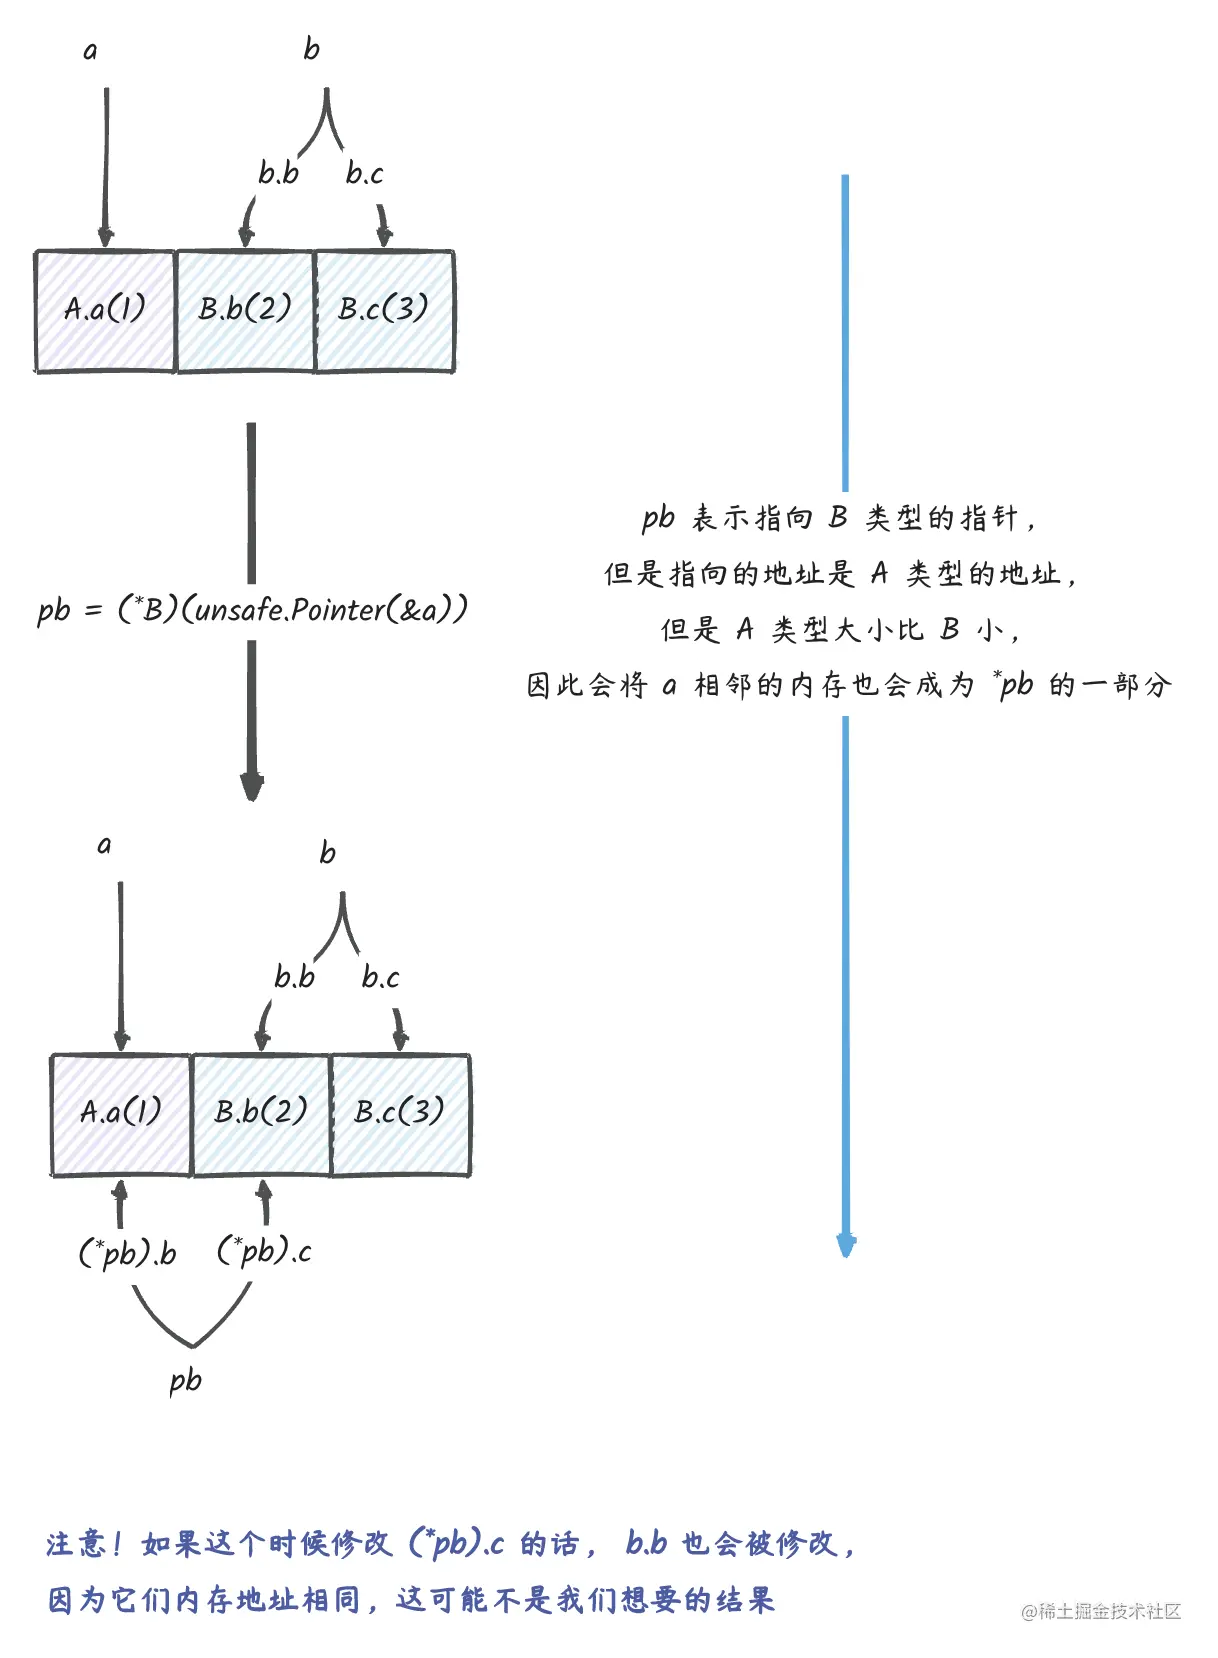 a
b
b.b
b.c
A.a(1)
B.b(2)
B.c(3)
pb = (*B)(unsafe.Pointer(&a))
pb 表示指向 B 类型的指针，
但是指向的地址是 A 类型的地址，
但是 A 类型大小比 B 小，
因此会将 a 相邻的内存也会成为 *pb 的一部分
a
b
b.b
b.c
A.a(1)
B.b(2)
B.c(3)
(*pb).b
(*pb).c
pb
注意！如果这个时候修改 (*pb).c 的话， b.b 也会被修改，
因为它们内存地址相同，这可能不是我们想要的结果
@稀土掘金技术社区